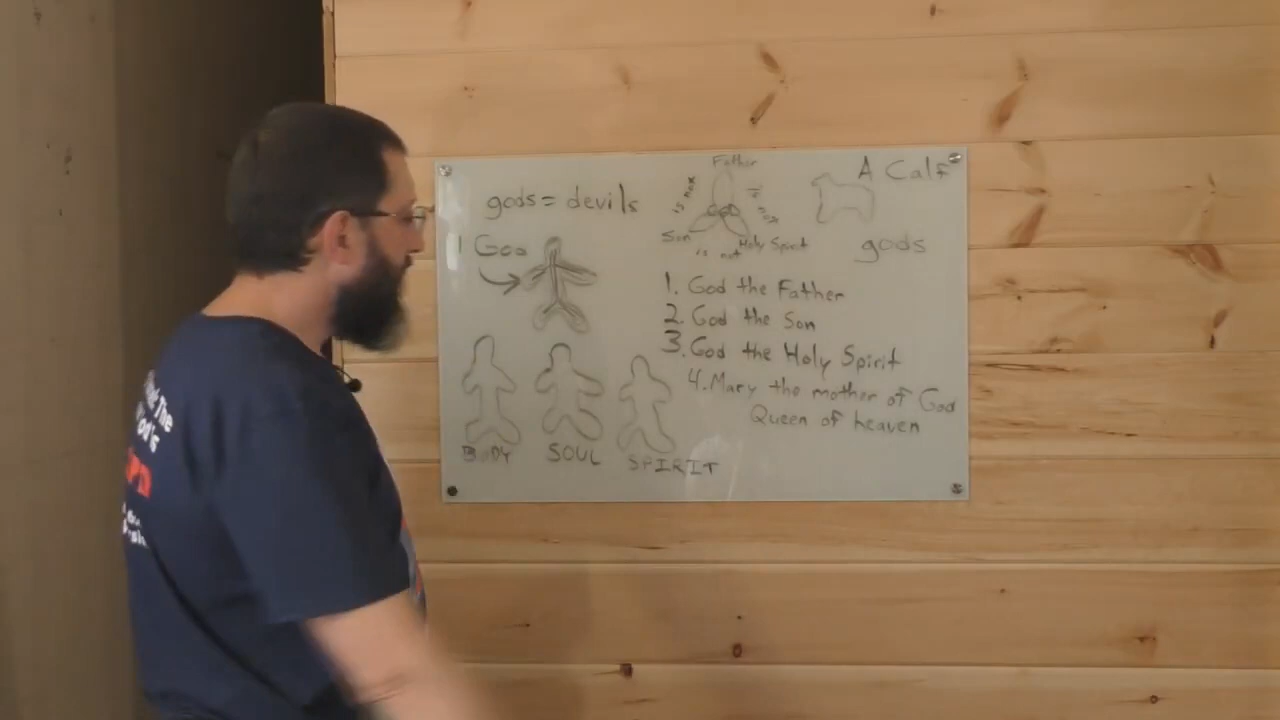 gods = devils
1 God
BODY
SOUL
SPIRIT
Father
is not
is not
Son
Holy Spirit
is not
A Calf
gods
1. God the Father
2. God the Son
3. God the Holy Spirit
4. Mary the mother of God
Queen of heaven
The